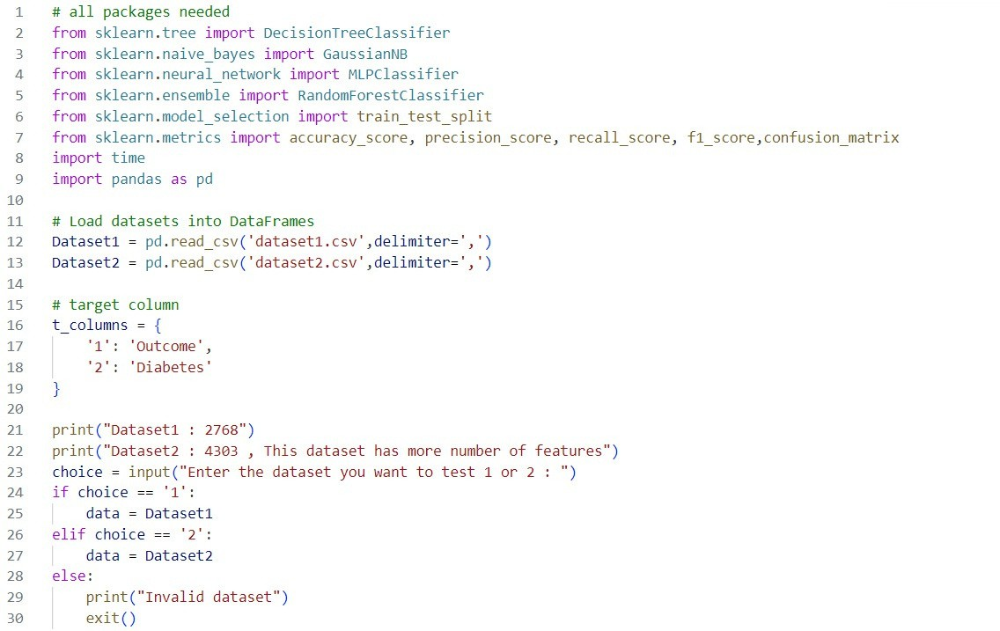 1 # all packages needed
2 from sklearn.tree import DecisionTreeClassifier
3 from sklearn.naive_bayes import GaussianNB
4 from sklearn.neural_network import MLPClassifier
5 from sklearn.ensemble import RandomForestClassifier
6 from sklearn.model_selection import train_test_split
7 from sklearn.metrics import accuracy_score, precision_score, recall_score, f1_score,confusion_matrix
8 import time
9 import pandas as pd
10
11 # Load datasets into DataFrames
12 Dataset1 = pd.read_csv('dataset1.csv',delimiter=',')
13 Dataset2 = pd.read_csv('dataset2.csv',delimiter=',')
14
15 # target column
16 t_columns = {
17     '1': 'Outcome',
18     '2': 'Diabetes'
19 }
20
21 print("Dataset1 : 2768")
22 print("Dataset2 : 4303 , This dataset has more number of features")
23 choice = input("Enter the dataset you want to test 1 or 2 : ")
24 if choice == '1':
25     data = Dataset1
26 elif choice == '2':
27     data = Dataset2
28 else:
29     print("Invalid dataset")
30     exit()